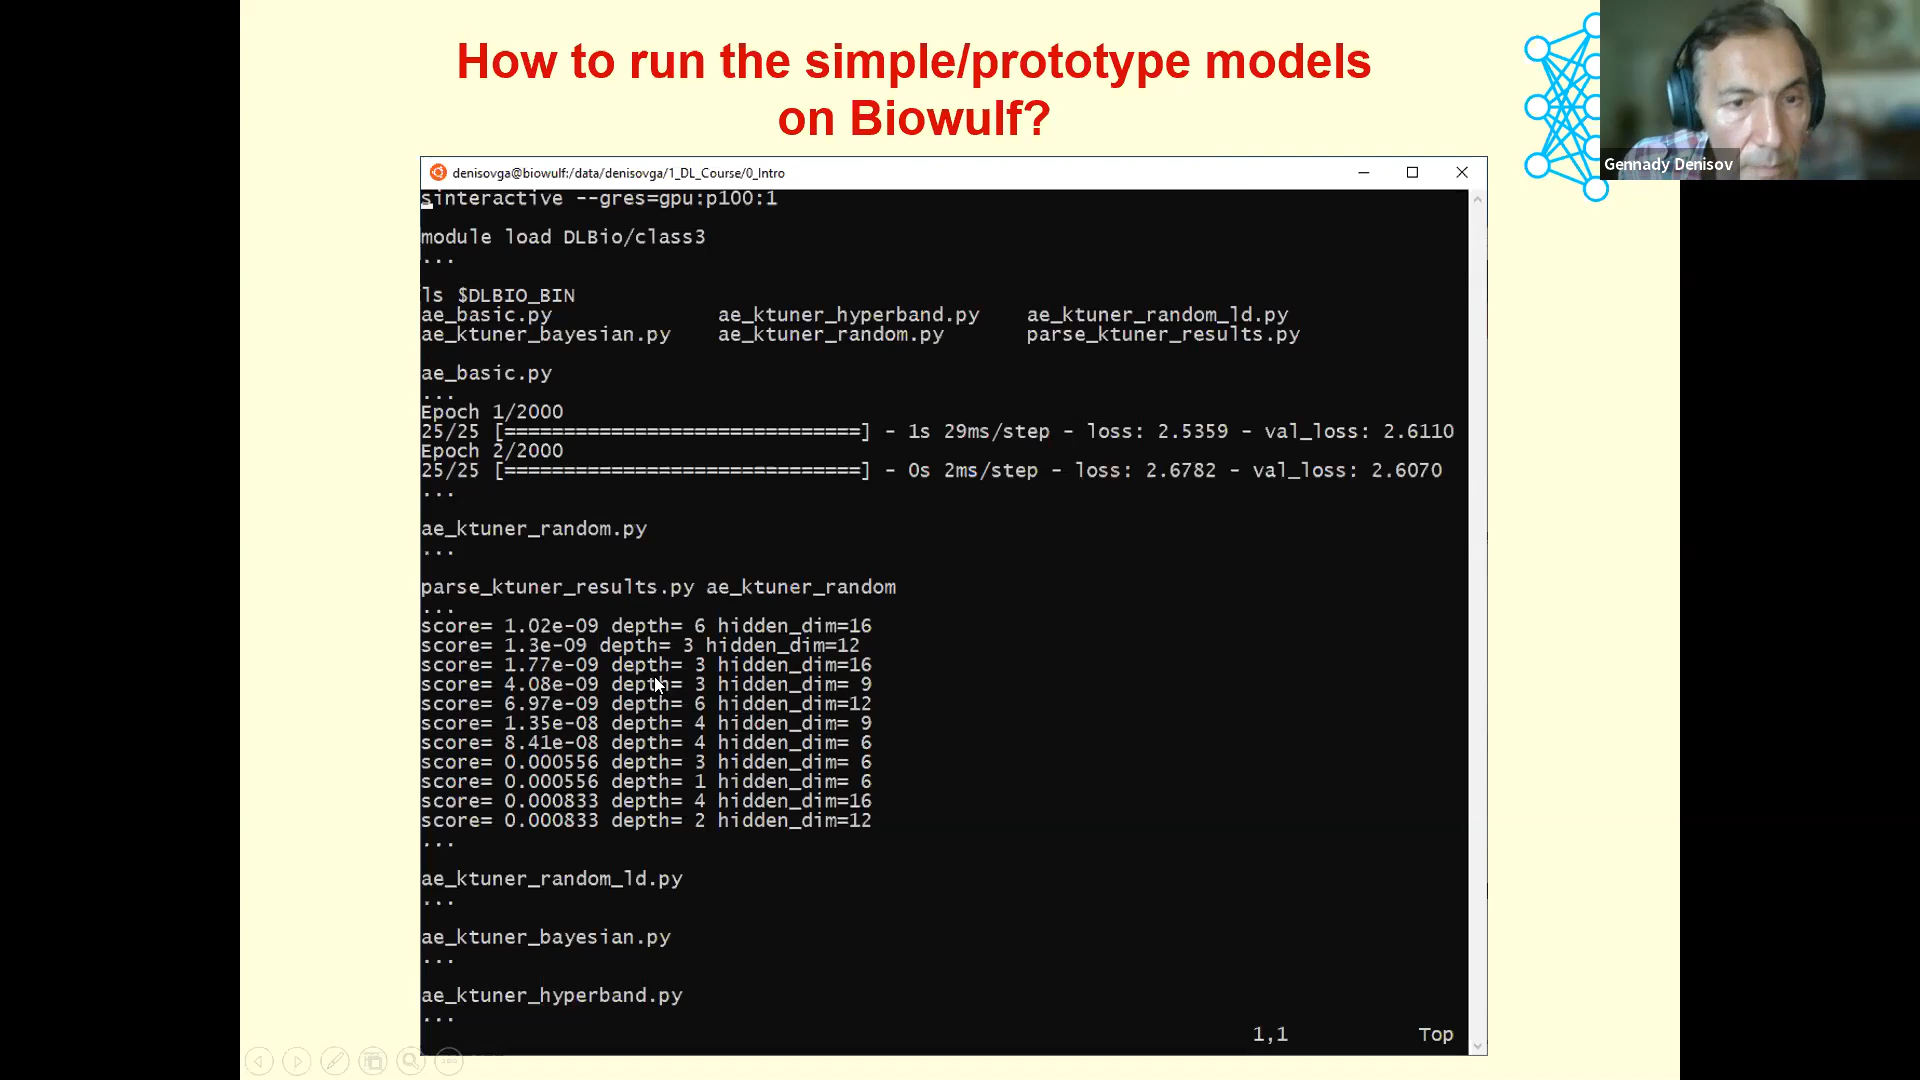 How to run the simple/prototype models
on Biowulf?
Gennady Denisov
denisovga@biowulf:/data/denisovga/1_DL_Course/0_Intro
sinteractive --gres=gpu:p100:1
module load DLBio/class3
...
ls $DLBIO_BIN
ae_basic.py ae_ktuner_hyperband.py ae_ktuner_random_ld.py
ae_ktuner_bayesian.py ae_ktuner_random.py parse_ktuner_results.py
ae_basic.py
...
Epoch 1/2000
25/25 [==============================] - 1s 29ms/step - loss: 2.5359 - val_loss: 2.6110
Epoch 2/2000
25/25 [==============================] - 0s 2ms/step - loss: 2.6782 - val_loss: 2.6070
...
ae_ktuner_random.py
...
parse_ktuner_results.py ae_ktuner_random
...
score= 1.02e-09 depth= 6 hidden_dim=16
score= 1.3e-09 depth= 3 hidden_dim=12
score= 1.77e-09 depth= 3 hidden_dim=16
score= 4.08e-09 depth= 3 hidden_dim= 9
score= 6.97e-09 depth= 6 hidden_dim=12
score= 1.35e-08 depth= 4 hidden_dim= 9
score= 8.41e-08 depth= 4 hidden_dim= 6
score= 0.000556 depth= 3 hidden_dim= 6
score= 0.000556 depth= 1 hidden_dim= 6
score= 0.000833 depth= 4 hidden_dim=16
score= 0.000833 depth= 2 hidden_dim=12
...
ae_ktuner_random_ld.py
...
ae_ktuner_bayesian.py
...
ae_ktuner_hyperband.py
...
1,1 Top